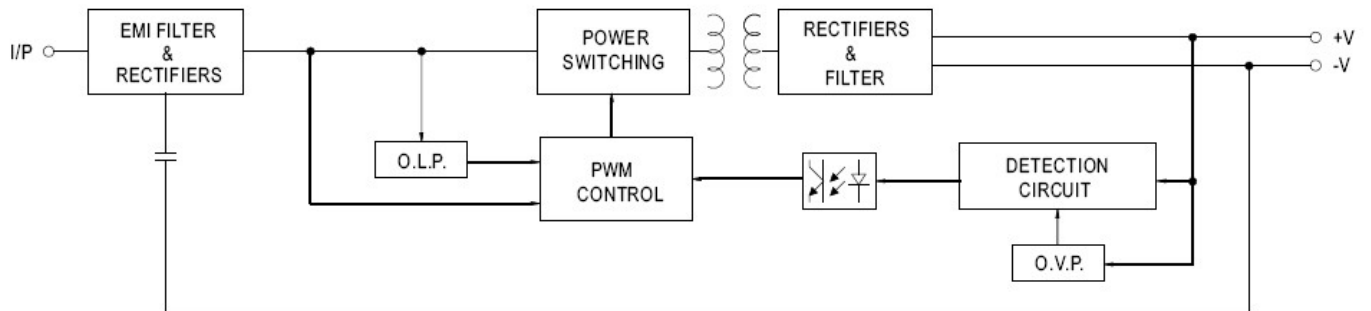 I/P
EMI FILTER
&
RECTIFIERS
POWER
SWITCHING
RECTIFIERS
&
FILTER
+V
-V
O.L.P.
PWM
CONTROL
DETECTION
CIRCUIT
O.V.P.